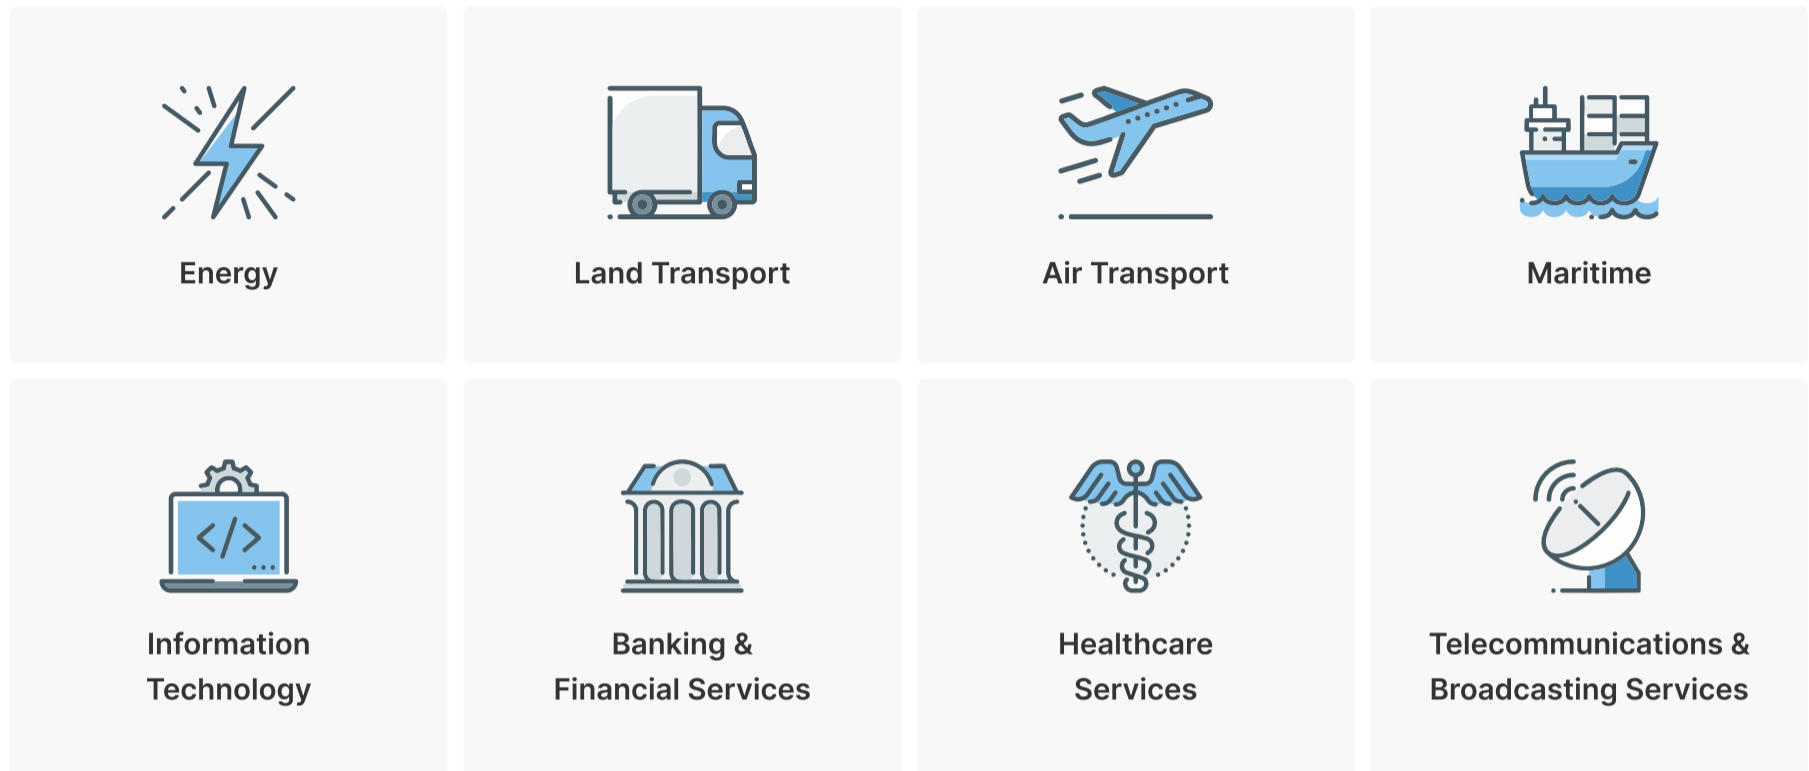 Energy
Land Transport
Air Transport
Maritime
</>
Information
Technology
Banking &
Financial Services
Healthcare
Services
Telecommunications &
Broadcasting Services